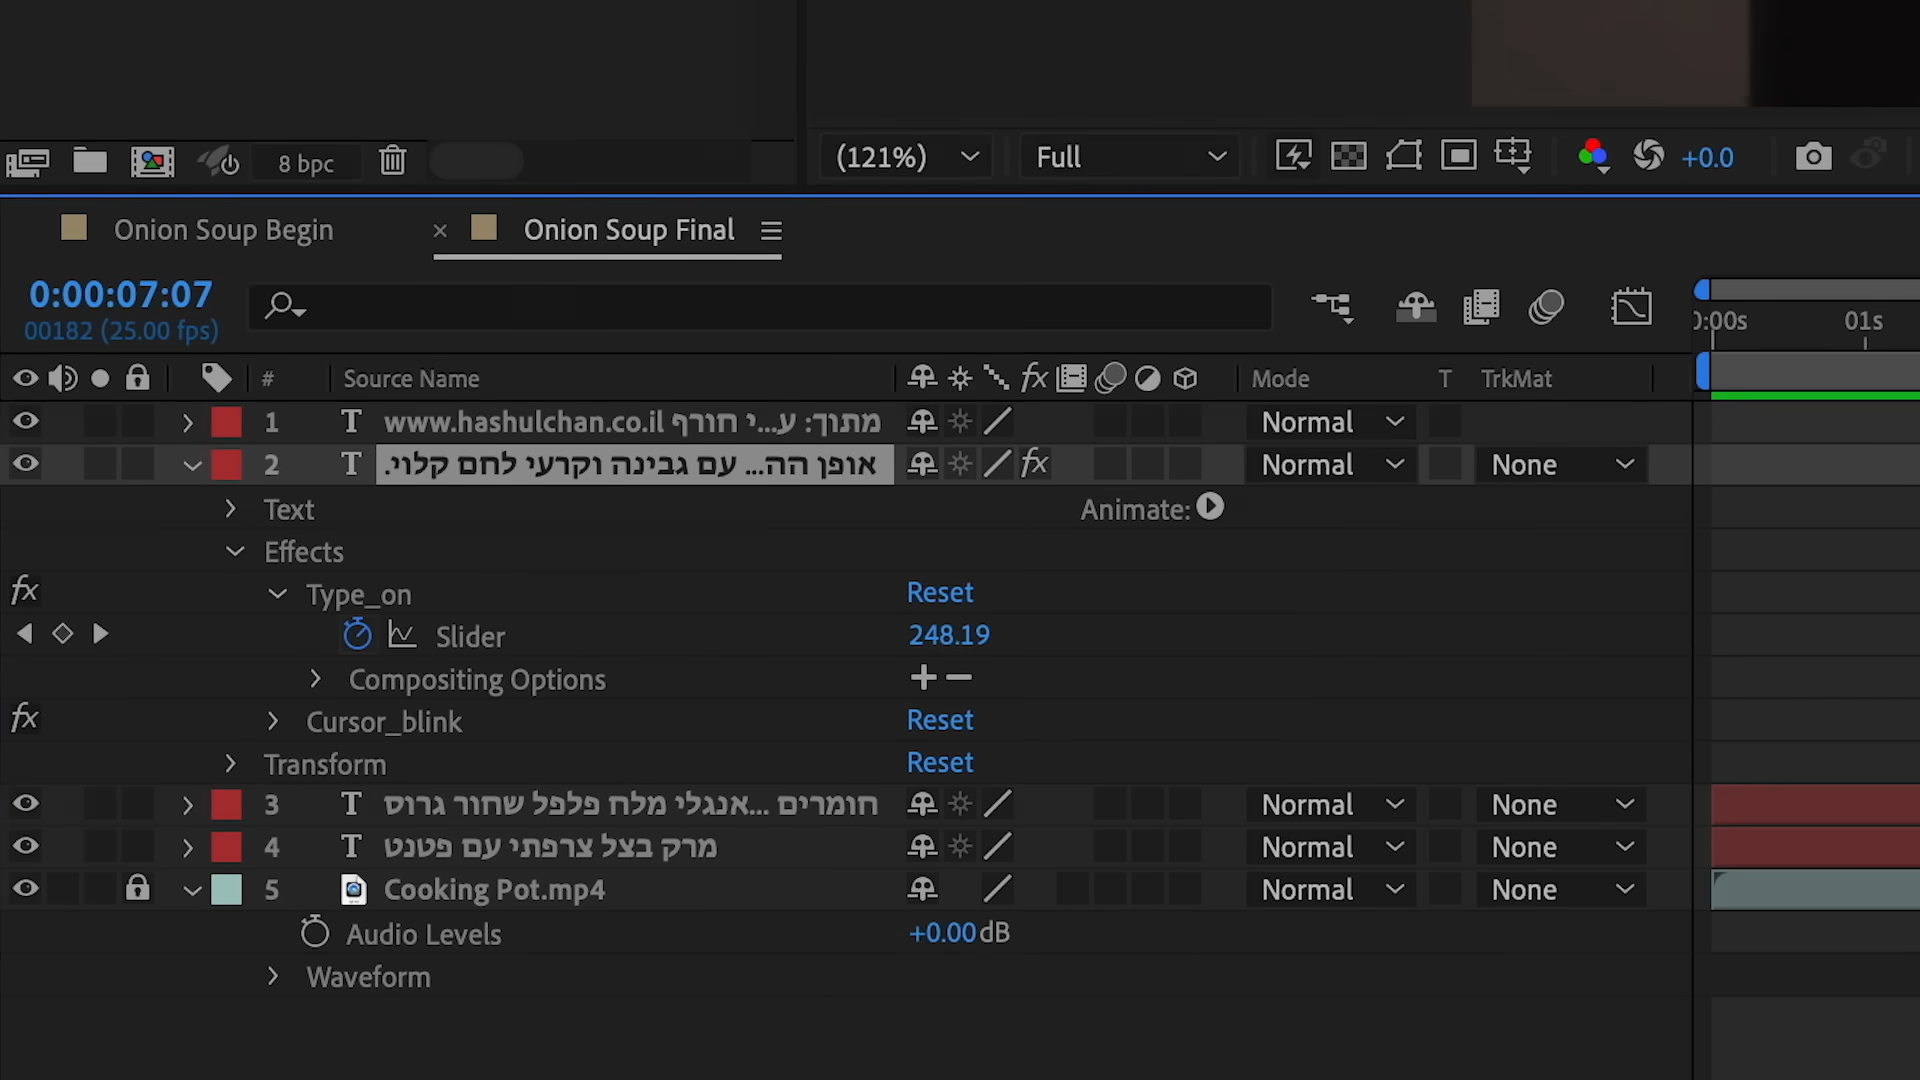 8 bpc
(121%)
Full
+0.0
Onion Soup Begin
× Onion Soup Final
0:00:07:07
00182 (25.00 fps)
0:00s 01s
# Source Name fx Mode T TrkMat
1 T מתוך: ע...י חורף www.hashulchan.co.il Normal
2 T אופן הה... עם גבינה וקרעי לחם קלוי. fx Normal None
Text Animate:
Effects
fx Type_on Reset
Slider 248.19
Compositing Options + −
fx Cursor_blink Reset
Transform Reset
3 T חומרים ...אנגלי מלח פלפל שחור גרוס Normal None
4 T מרק בצל צרפתי עם פטנט Normal None
5 Cooking Pot.mp4 Normal None
Audio Levels +0.00dB
Waveform